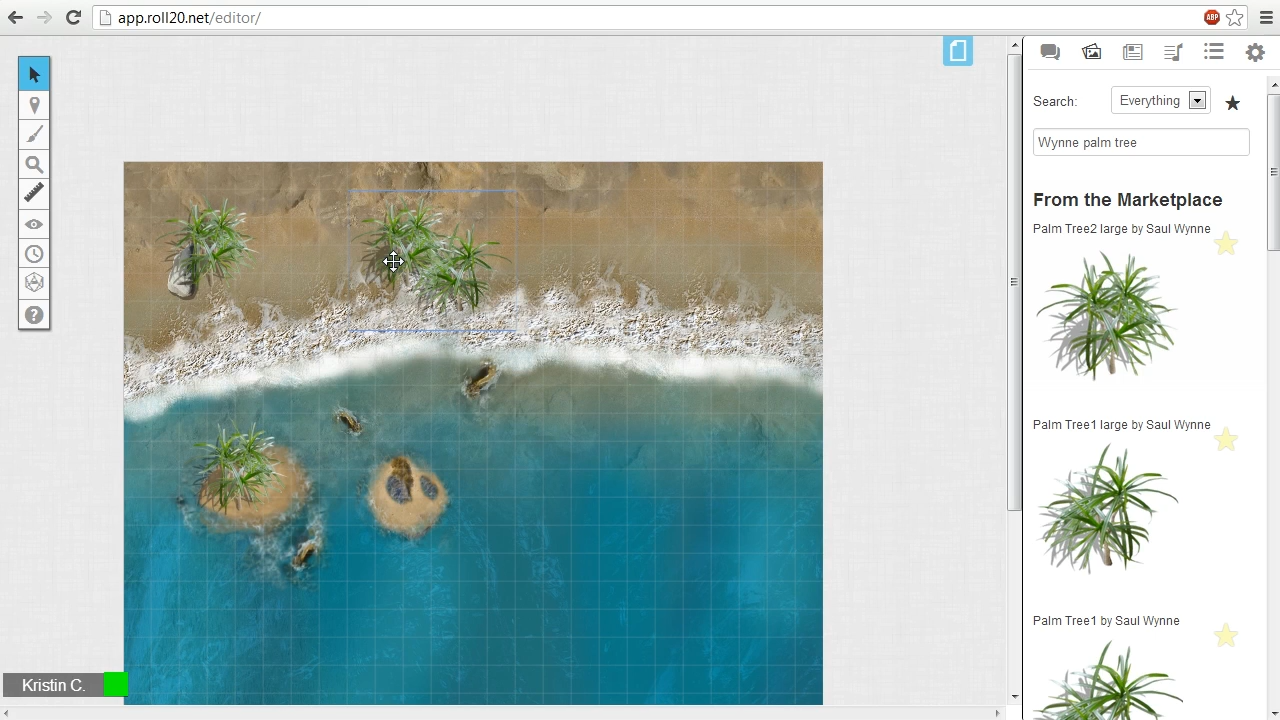 app.roll20.net/editor/
ABP
Search:
Everything
Wynne palm tree
From the Marketplace
Palm Tree2 large by Saul Wynne
Palm Tree1 large by Saul Wynne
Palm Tree1 by Saul Wynne
Kristin C.